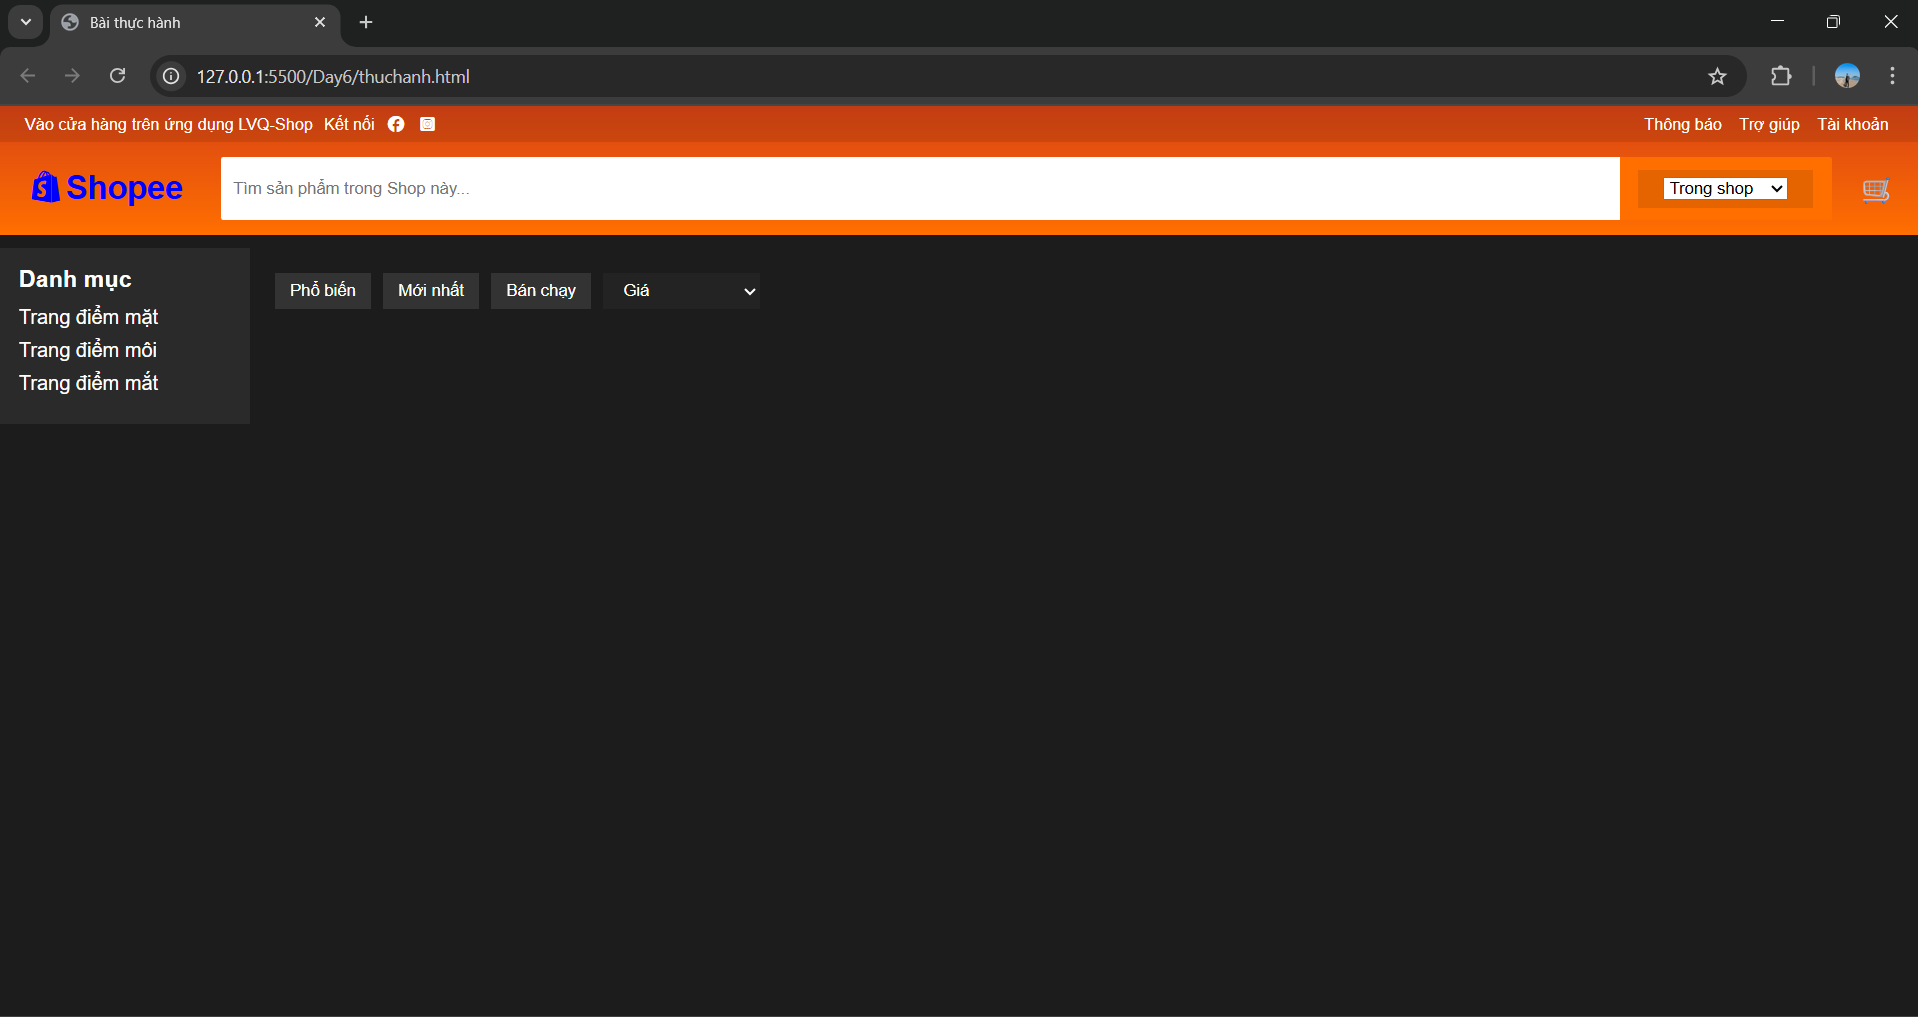 Bài thực hành
127.0.0.1:5500/Day6/thuchanh.html
Vào cửa hàng trên ứng dụng LVQ-Shop Kết nối Thông báo Trợ giúp Tài khoản
Shopee Tìm sản phẩm trong Shop này... Trong shop
Danh mục
Trang điểm mặt
Trang điểm môi
Trang điểm mắt
Phổ biến Mới nhất Bán chạy Giá